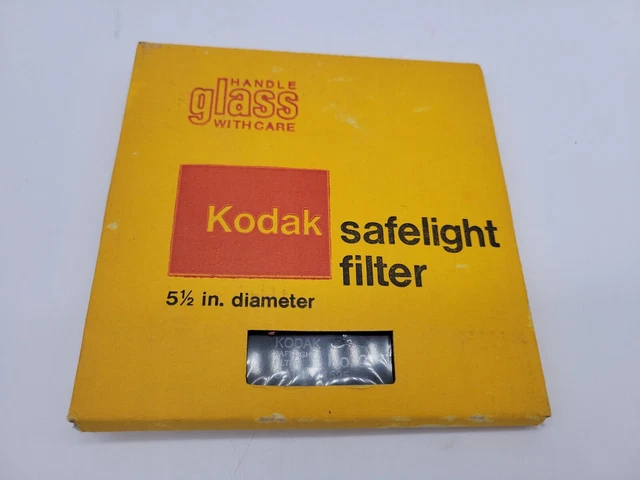 HANDLE
glass
WITH CARE
Kodak
safelight
filter
5½ in. diameter
KODAK